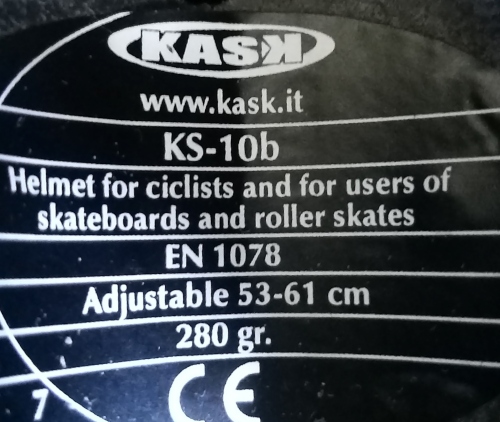 KASK
www.kask.it
KS-10b
Helmet for ciclists and for users of
skateboards and roller skates
EN 1078
Adjustable 53-61 cm
280 gr.
CE
7